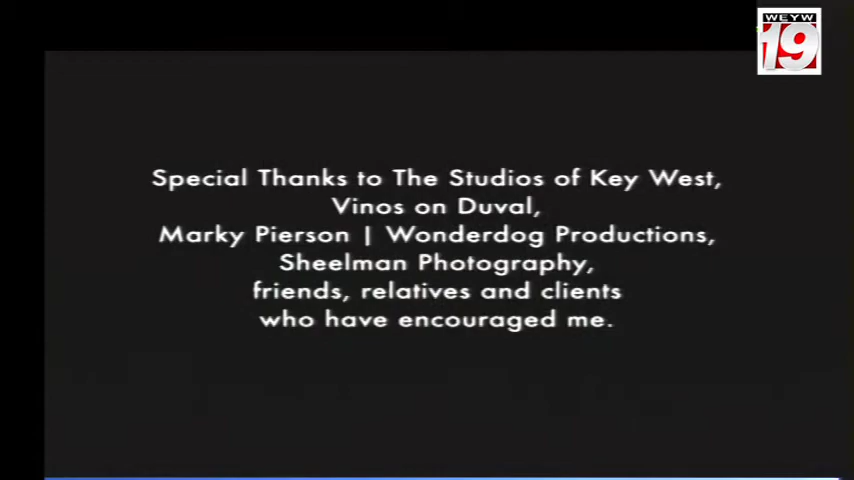 WEYW
19
Special Thanks to The Studios of Key West,
Vinos on Duval,
Marky Pierson | Wonderdog Productions,
Sheelman Photography,
friends, relatives and clients
who have encouraged me.